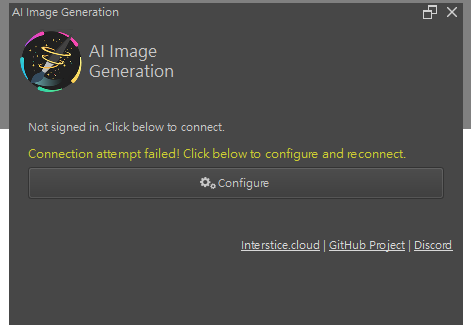 AI Image Generation
AI Image
Generation
Not signed in. Click below to connect.
Connection attempt failed! Click below to configure and reconnect.
Configure
Interstice.cloud | GitHub Project | Discord